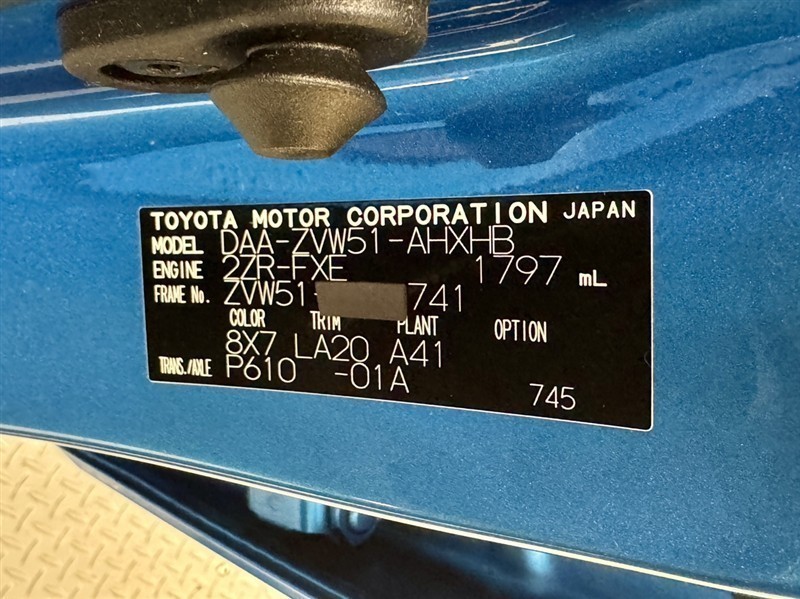 TOYOTA MOTOR CORPORATION JAPAN
MODEL DAA-ZVW51-AHXHB
ENGINE 2ZR-FXE 1797 mL
FRAME No. ZVW51- 741
COLOR TRIM PLANT OPTION
8X7 LA20 A41
TRANS./AXLE P610 -01A
745